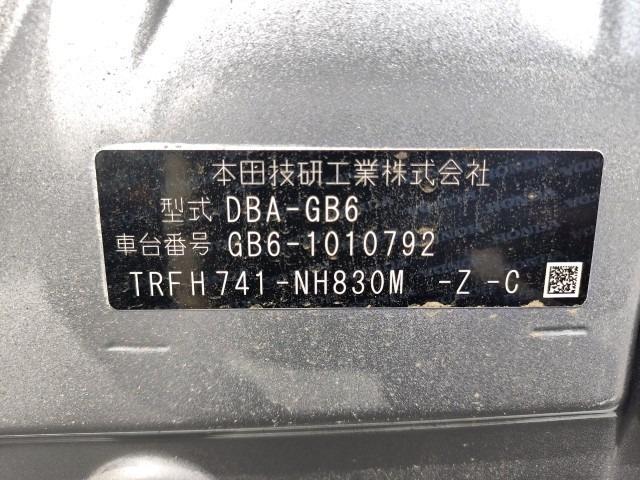 本田技研工業株式会社
型式 DBA-GB6
車台番号 GB6-1010792
TRFH741-NH830M -Z -C